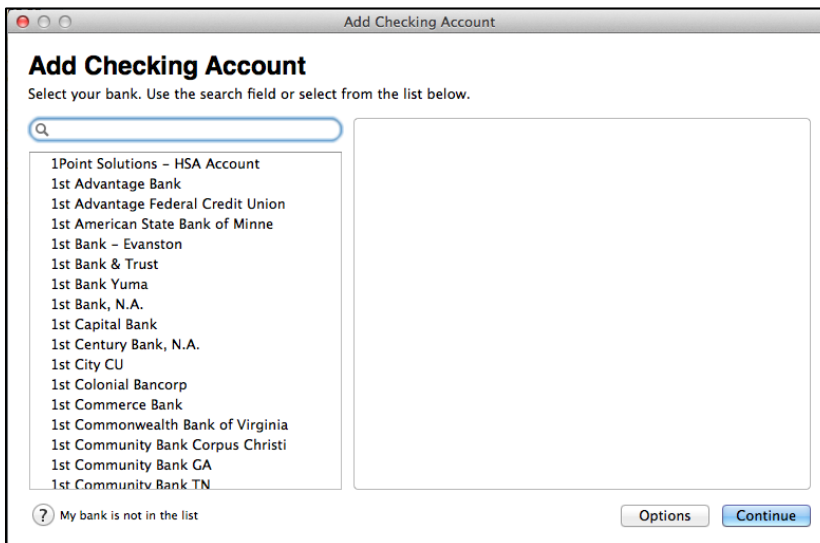 Add Checking Account
Add Checking Account
Select your bank. Use the search field or select from the list below.
1Point Solutions – HSA Account
1st Advantage Bank
1st Advantage Federal Credit Union
1st American State Bank of Minne
1st Bank – Evanston
1st Bank & Trust
1st Bank Yuma
1st Bank, N.A.
1st Capital Bank
1st Century Bank, N.A.
1st City CU
1st Colonial Bancorp
1st Commerce Bank
1st Commonwealth Bank of Virginia
1st Community Bank Corpus Christi
1st Community Bank GA
1st Community Bank TN
? My bank is not in the list
Options
Continue